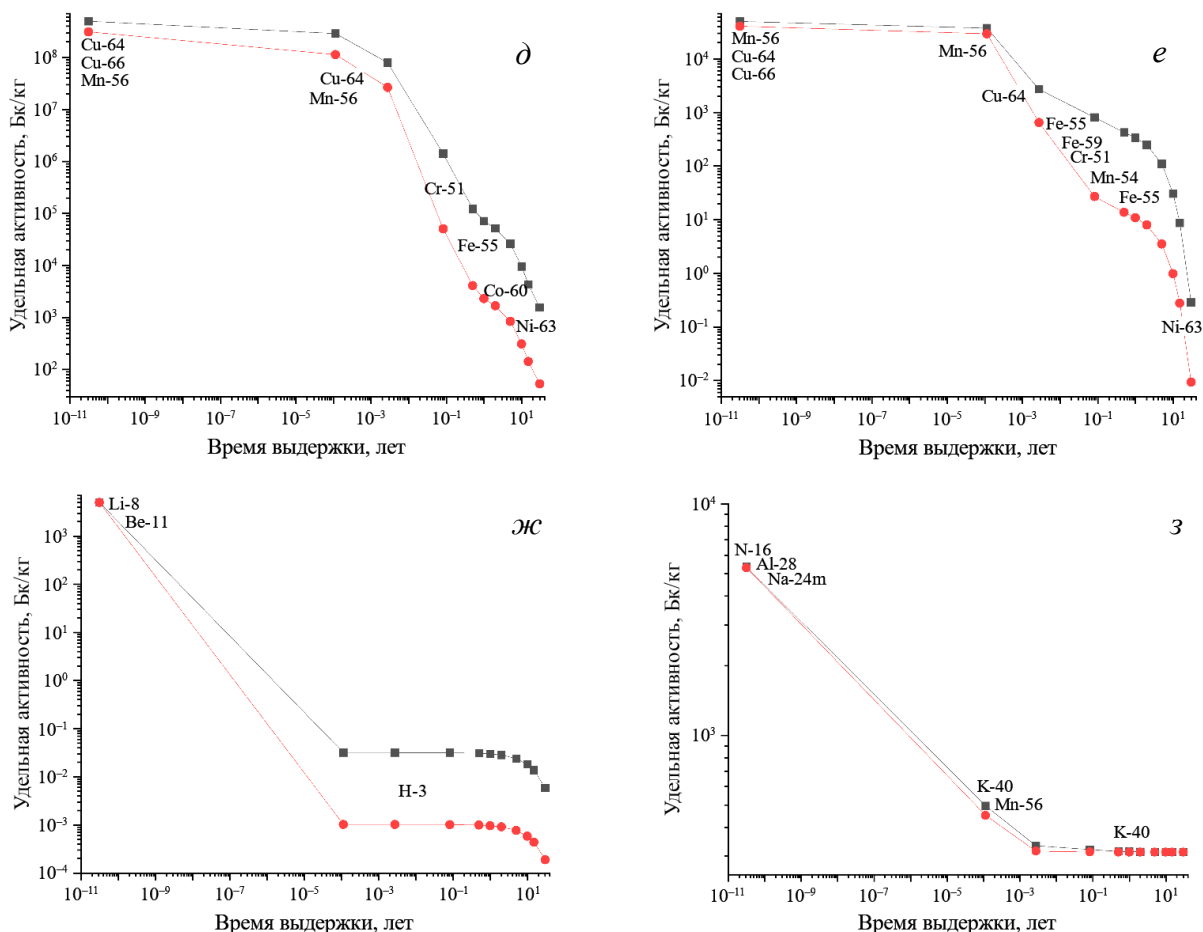 д
Удельная активность, Бк/кг
10⁸
10⁷
10⁶
10⁵
10⁴
10³
10²
Cu-64
Cu-66
Mn-56
Cu-64
Mn-56
Cr-51
Fe-55
Co-60
Ni-63
10⁻¹¹ 10⁻⁹ 10⁻⁷ 10⁻⁵ 10⁻³ 10⁻¹ 10¹
Время выдержки, лет
е
Удельная активность, Бк/кг
10⁴
10³
10²
10¹
10⁰
10⁻¹
10⁻²
Mn-56
Cu-64
Cu-66
Mn-56
Cu-64
Fe-55
Fe-59
Cr-51
Mn-54
Fe-55
Ni-63
10⁻¹¹ 10⁻⁹ 10⁻⁷ 10⁻⁵ 10⁻³ 10⁻¹ 10¹
Время выдержки, лет
ж
Удельная активность, Бк/кг
10³
10²
10¹
10⁰
10⁻¹
10⁻²
10⁻³
10⁻⁴
Li-8
Be-11
H-3
10⁻¹¹ 10⁻⁹ 10⁻⁷ 10⁻⁵ 10⁻³ 10⁻¹ 10¹
Время выдержки, лет
з
Удельная активность, Бк/кг
10⁴
10³
N-16
Al-28
Na-24m
K-40
Mn-56
K-40
10⁻¹¹ 10⁻⁹ 10⁻⁷ 10⁻⁵ 10⁻³ 10⁻¹ 10¹
Время выдержки, лет